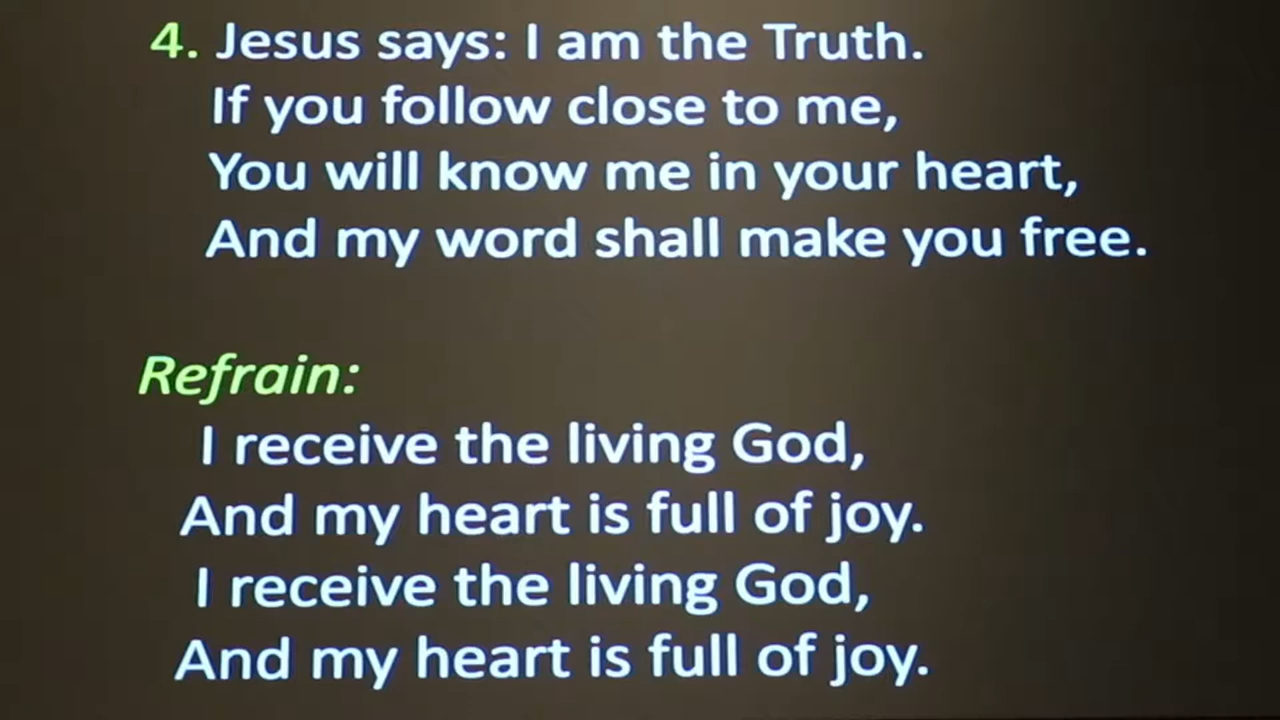 4. Jesus says: I am the Truth.
If you follow close to me,
You will know me in your heart,
And my word shall make you free.
Refrain:
I receive the living God,
And my heart is full of joy.
I receive the living God,
And my heart is full of joy.